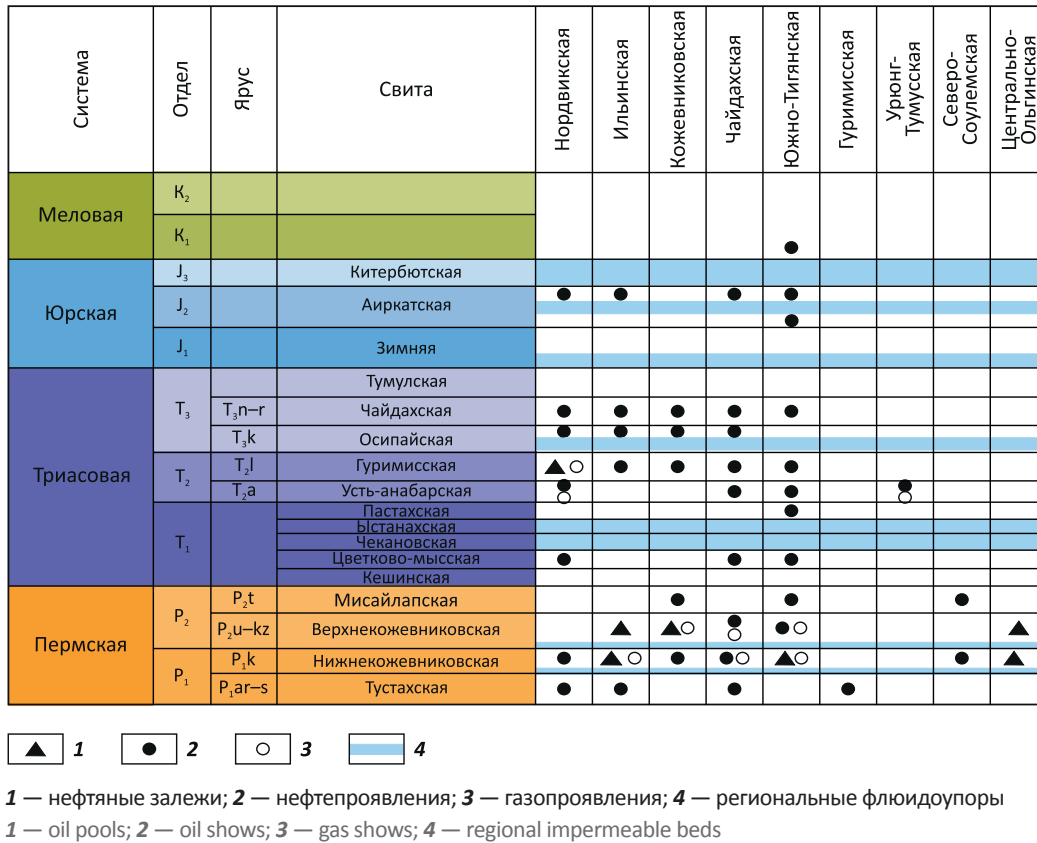 Система Отдел Ярус Свита Нордвикская Ильинская Кожевниковская Чайдахская Южно-Тигянская Гуримисская Урюнг-Тумусская Северо-Соулемская Центрально-Ольгинская
Меловая
K₂
K₁
Юрская
J₃ Китербютская
J₂ Аиркатская
J₁ Зимняя
Триасовая
T₃ Тумулская
T₃n–r Чайдахская
T₃k Осипайская
T₂ T₂l Гуримисская
T₂a Усть-анабарская
T₁ Пастахская
Ыстанахская
Чекановская
Цветково-мысская
Кешинская
Пермская
P₂ P₂t Мисайлапская
P₂u–kz Верхнекожевниковская
P₁ P₁k Нижнекожевниковская
P₁ar–s Тустахская
1 2 3 4
1 — нефтяные залежи; 2 — нефтепроявления; 3 — газопроявления; 4 — региональные флюидоупоры
1 — oil pools; 2 — oil shows; 3 — gas shows; 4 — regional impermeable beds